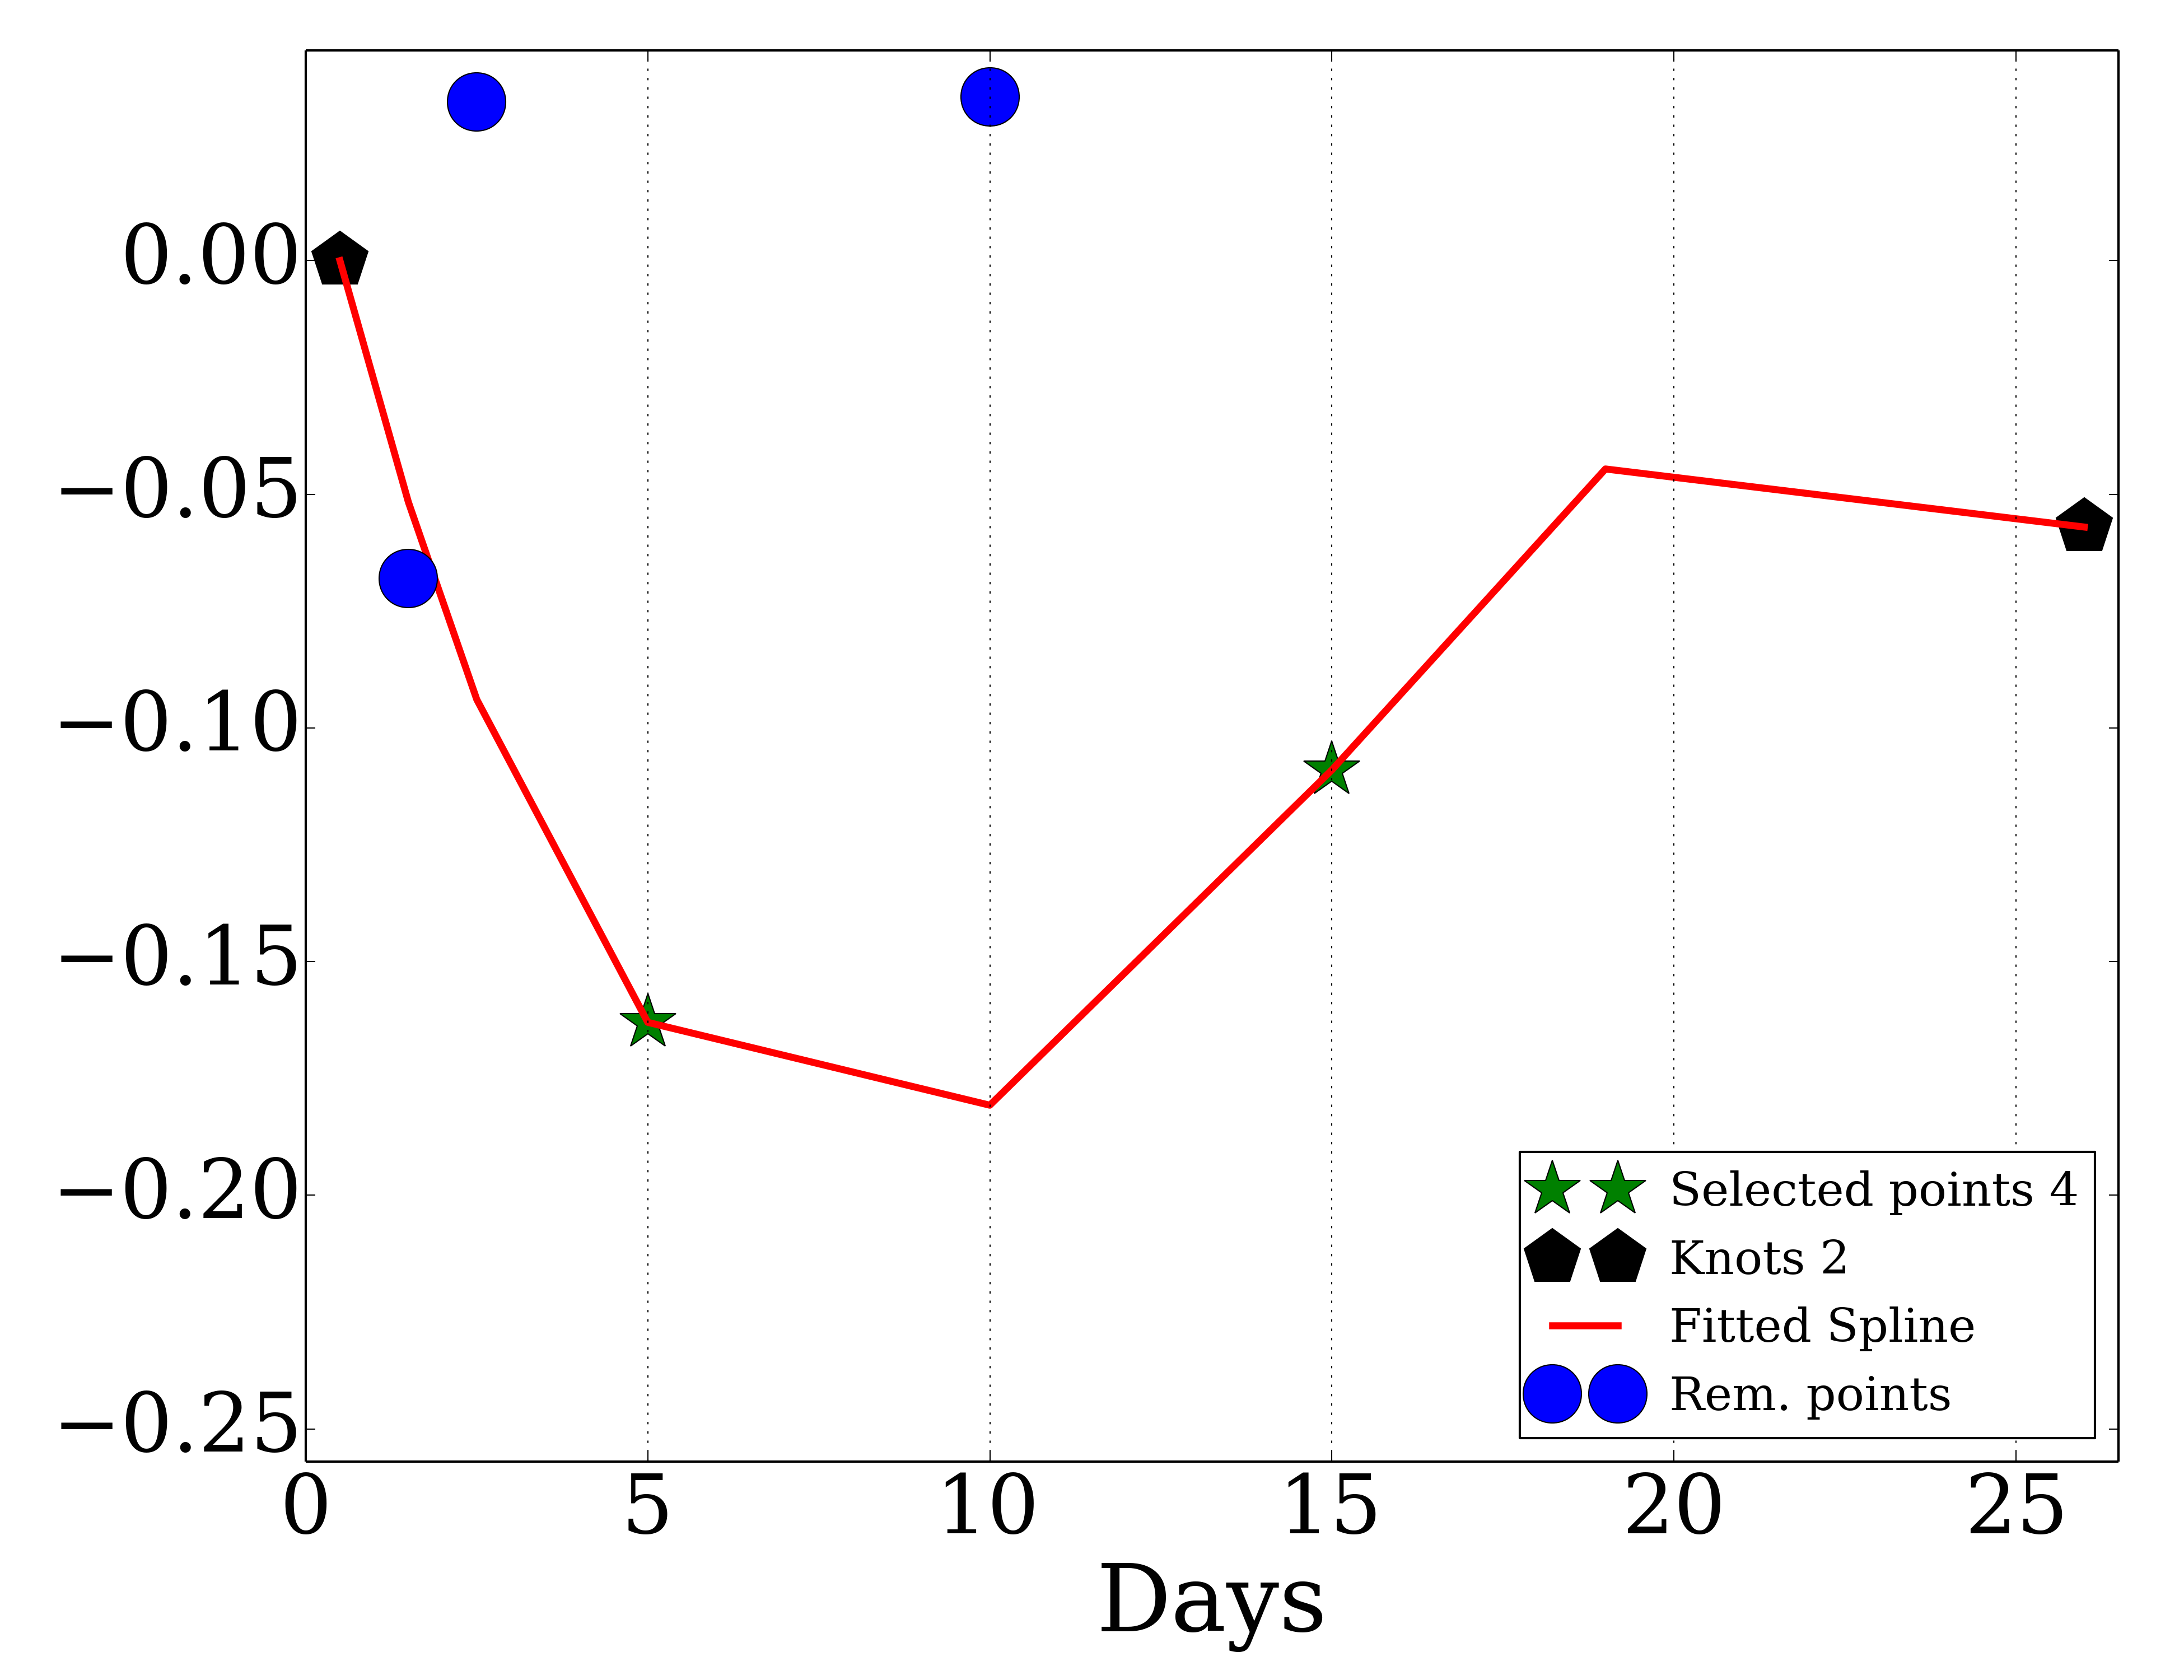 0.00
−0.05
−0.10
−0.15
−0.20
−0.25
0 5 10 15 20 25
Days
Selected points 4
Knots 2
Fitted Spline
Rem. points